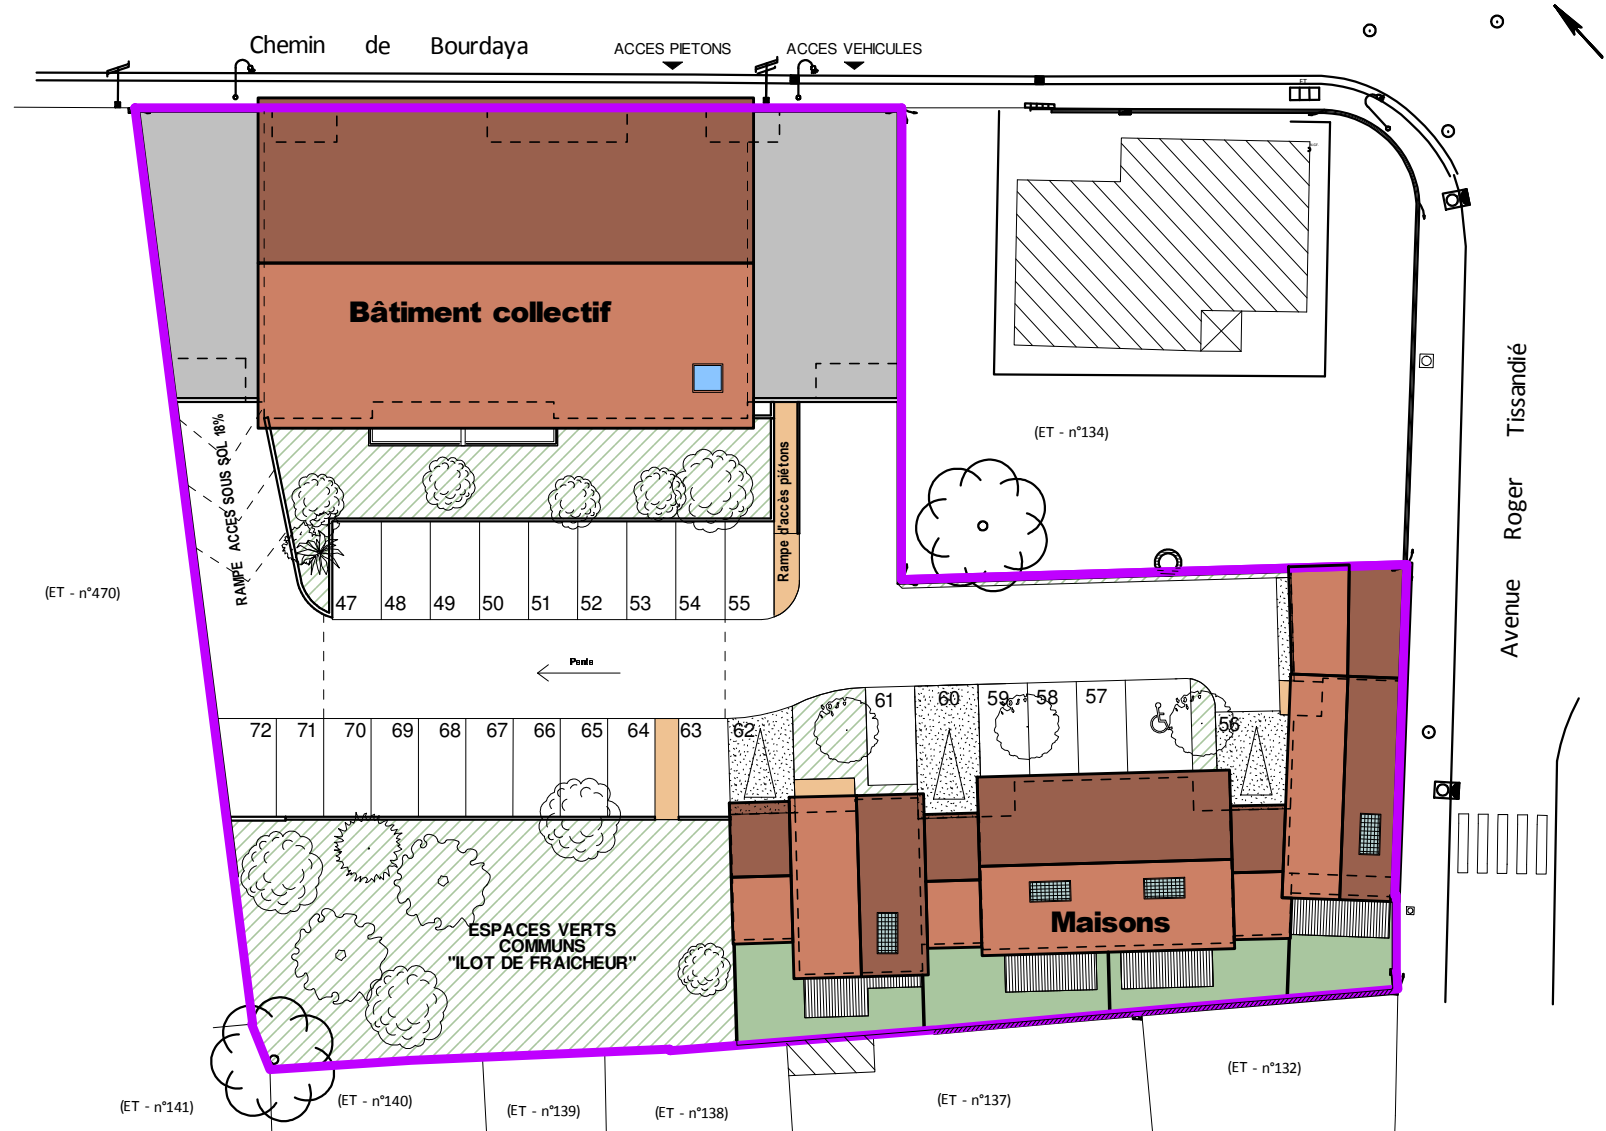 Chemin de Bourdaya
ACCES PIETONS
ACCES VEHICULES
ET
Bâtiment collectif
Avenue Roger Tissandié
(ET - n°134)
RAMPE ACCES SOUS SOL 18%
Rampe d'accès piétons
(ET - n°470)
47 48 49 50 51 52 53 54 55
Pente
61 60 59 58 57
72 71 70 69 68 67 66 65 64 63 62 56
Maisons
ESPACES VERTS
COMMUNS
"ILOT DE FRAICHEUR"
(ET - n°132)
(ET - n°141)
(ET - n°140)
(ET - n°139)
(ET - n°138)
(ET - n°137)